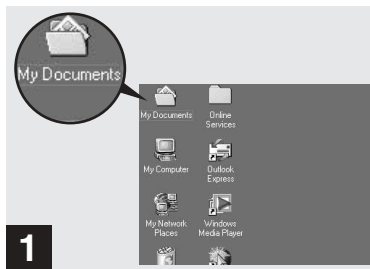 My Documents
My Documents
Online
Services
My Computer
Outlook
Express
My Network
Places
Windows
Media Player
1